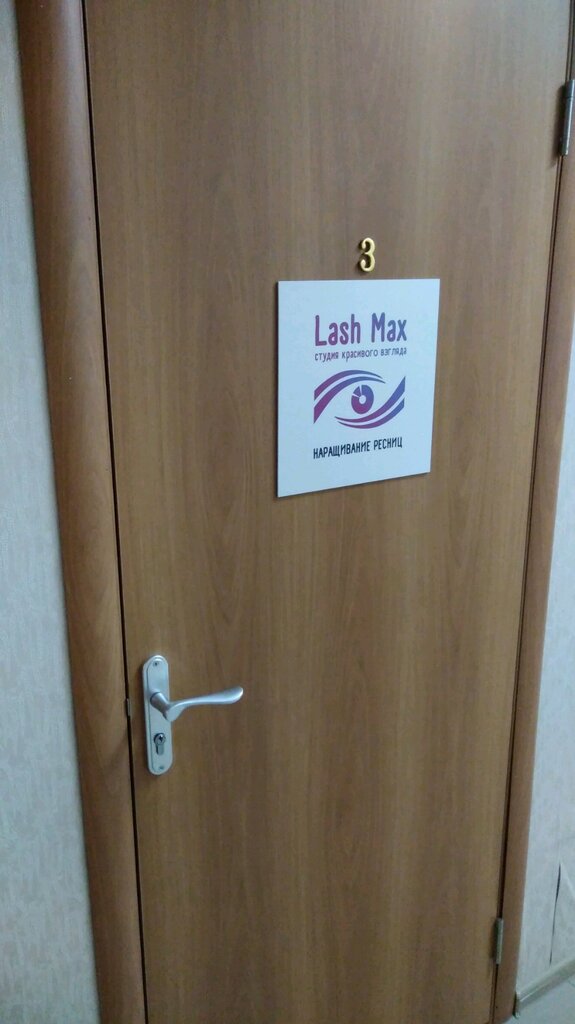 3
Lash Max
студия красивого взгляда
НАРАЩИВАНИЕ РЕСНИЦ